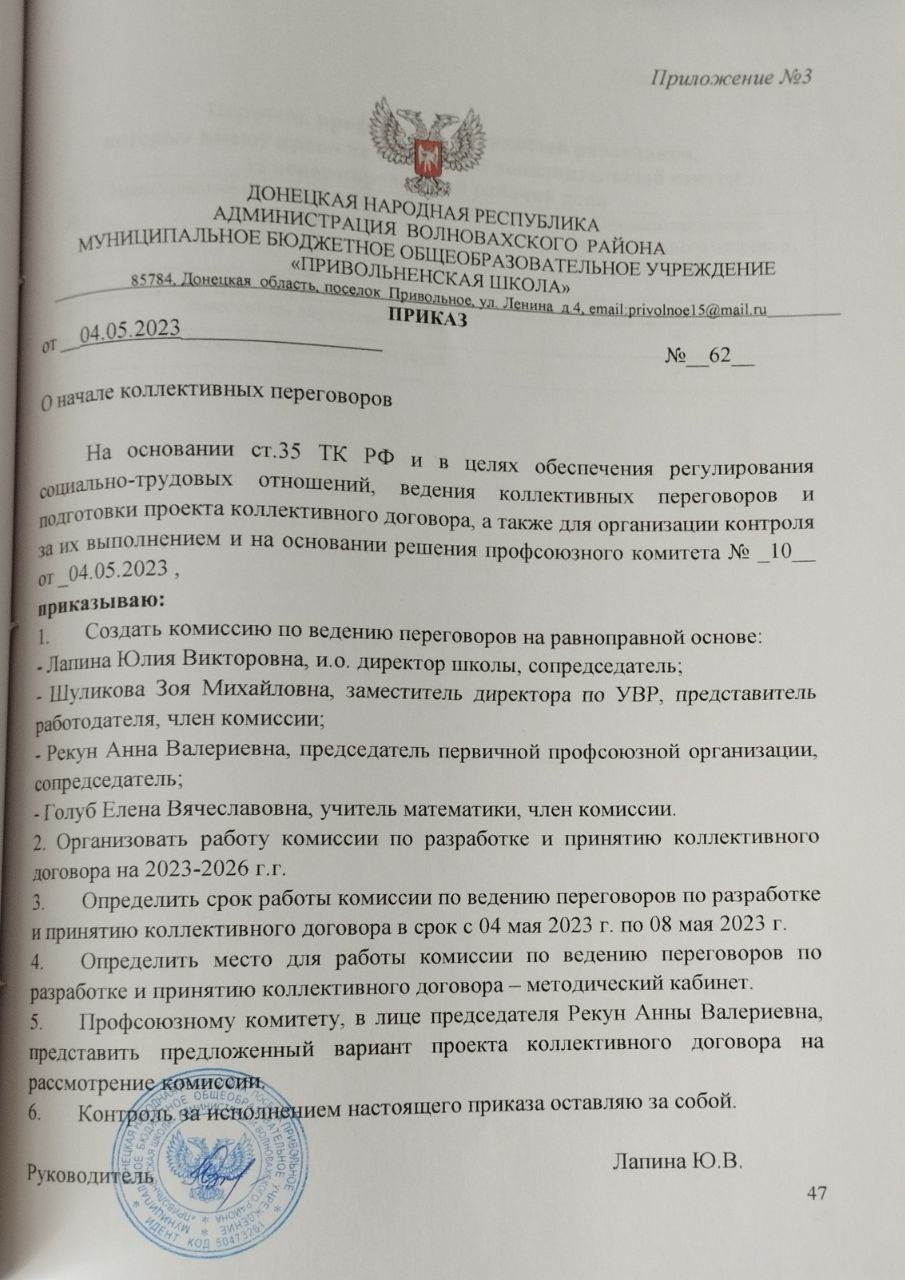 Приложение №3
ДОНЕЦКАЯ НАРОДНАЯ РЕСПУБЛИКА
АДМИНИСТРАЦИЯ ВОЛНОВАХСКОГО РАЙОНА
МУНИЦИПАЛЬНОЕ БЮДЖЕТНОЕ ОБЩЕОБРАЗОВАТЕЛЬНОЕ УЧРЕЖДЕНИЕ
«ПРИВОЛЬНЕНСКАЯ ШКОЛА»
85784, Донецкая область, поселок Привольное, ул. Ленина д.4, email:privolnoe15@mail.ru
ПРИКАЗ
от __04.05.2023__________________
№__62__
О начале коллективных переговоров
На основании ст.35 ТК РФ и в целях обеспечения регулирования
социально-трудовых отношений, ведения коллективных переговоров и
подготовки проекта коллективного договора, а также для организации контроля
за их выполнением и на основании решения профсоюзного комитета № _10__
от _04.05.2023 ,
приказываю:
1. Создать комиссию по ведению переговоров на равноправной основе:
- Лапина Юлия Викторовна, и.о. директор школы, сопредседатель;
- Шуликова Зоя Михайловна, заместитель директора по УВР, представитель
работодателя, член комиссии;
- Рекун Анна Валериевна, председатель первичной профсоюзной организации,
сопредседатель;
- Голуб Елена Вячеславовна, учитель математики, член комиссии.
2. Организовать работу комиссии по разработке и принятию коллективного
договора на 2023-2026 г.г.
3. Определить срок работы комиссии по ведению переговоров по разработке
и принятию коллективного договора в срок с 04 мая 2023 г. по 08 мая 2023 г.
4. Определить место для работы комиссии по ведению переговоров по
разработке и принятию коллективного договора – методический кабинет.
5. Профсоюзному комитету, в лице председателя Рекун Анны Валериевна,
представить предложенный вариант проекта коллективного договора на
рассмотрение комиссии.
6. Контроль за исполнением настоящего приказа оставляю за собой.
Руководитель
Лапина Ю.В.
ИДЕНТ КОД 50473261
47